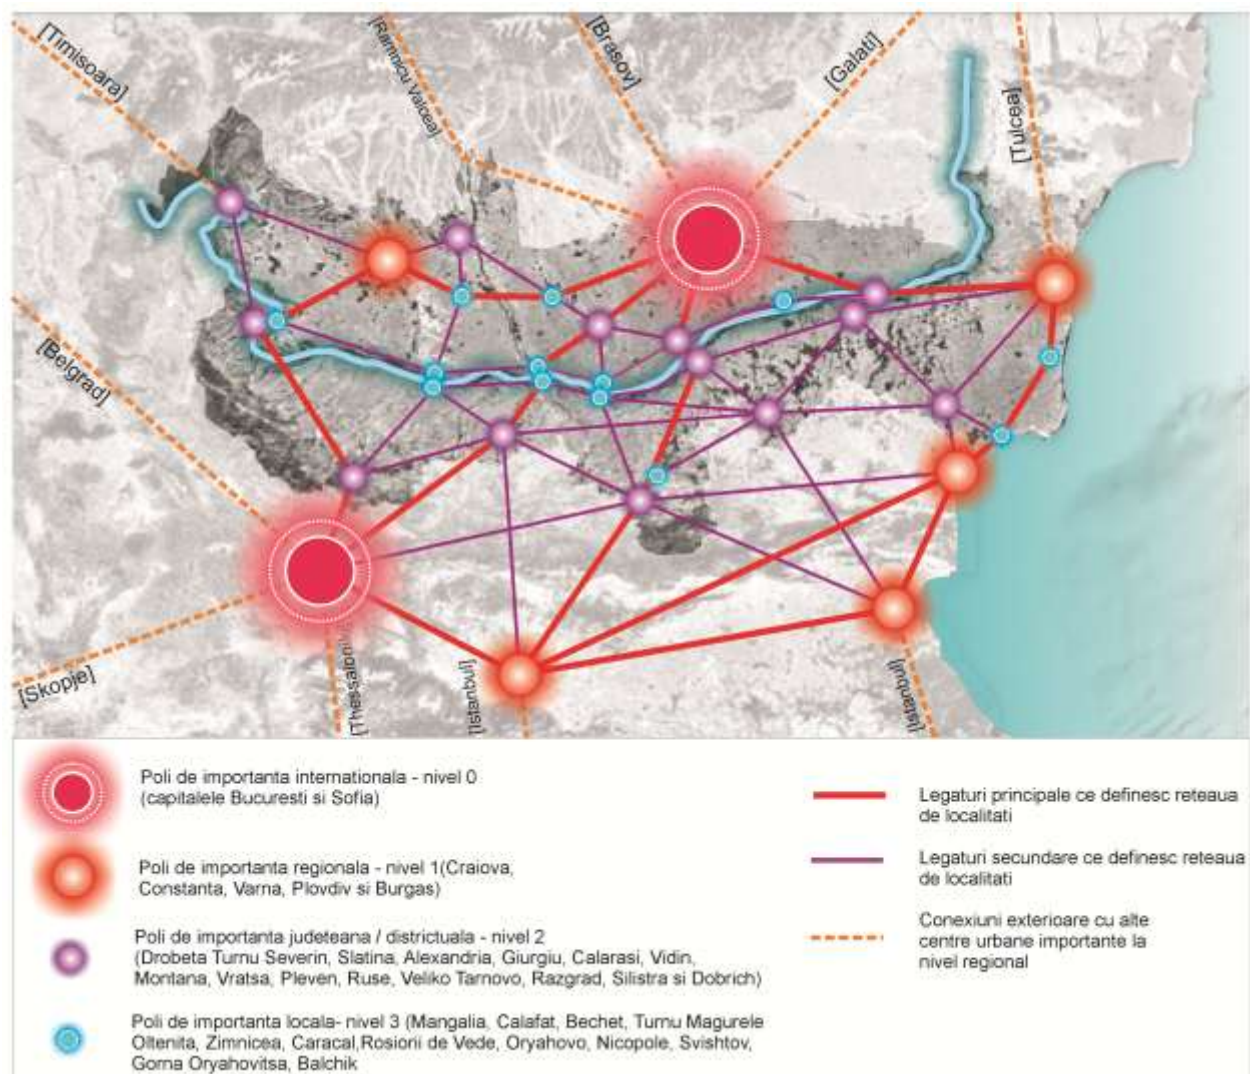 [Timisoara]
[Ramnicu Valcea]
[Brasov]
[Galati]
[Tulcea]
[Belgrad]
[Skopje]
[Thessaloni
[Istanbul]
[Istanbul]
Poli de importanta internationala - nivel 0
(capitalele Bucuresti si Sofia)
Poli de importanta regionala - nivel 1(Craiova,
Constanta, Varna, Plovdiv si Burgas)
Poli de importanta judeteana / districtuala - nivel 2
(Drobeta Turnu Severin, Slatina, Alexandria, Giurgiu, Calarasi, Vidin,
Montana, Vratsa, Pleven, Ruse, Veliko Tarnovo, Razgrad, Silistra si Dobrich)
Poli de importanta locala- nivel 3 (Mangalia, Calafat, Bechet, Turnu Magurele
Oltenita, Zimnicea, Caracal,Rosiorii de Vede, Oryahovo, Nicopole, Svishtov,
Gorna Oryahovitsa, Balchik
Legaturi principale ce definesc reteaua
de localitati
Legaturi secundare ce definesc reteaua
de localitati
Conexiuni exterioare cu alte
centre urbane importante la
nivel regional